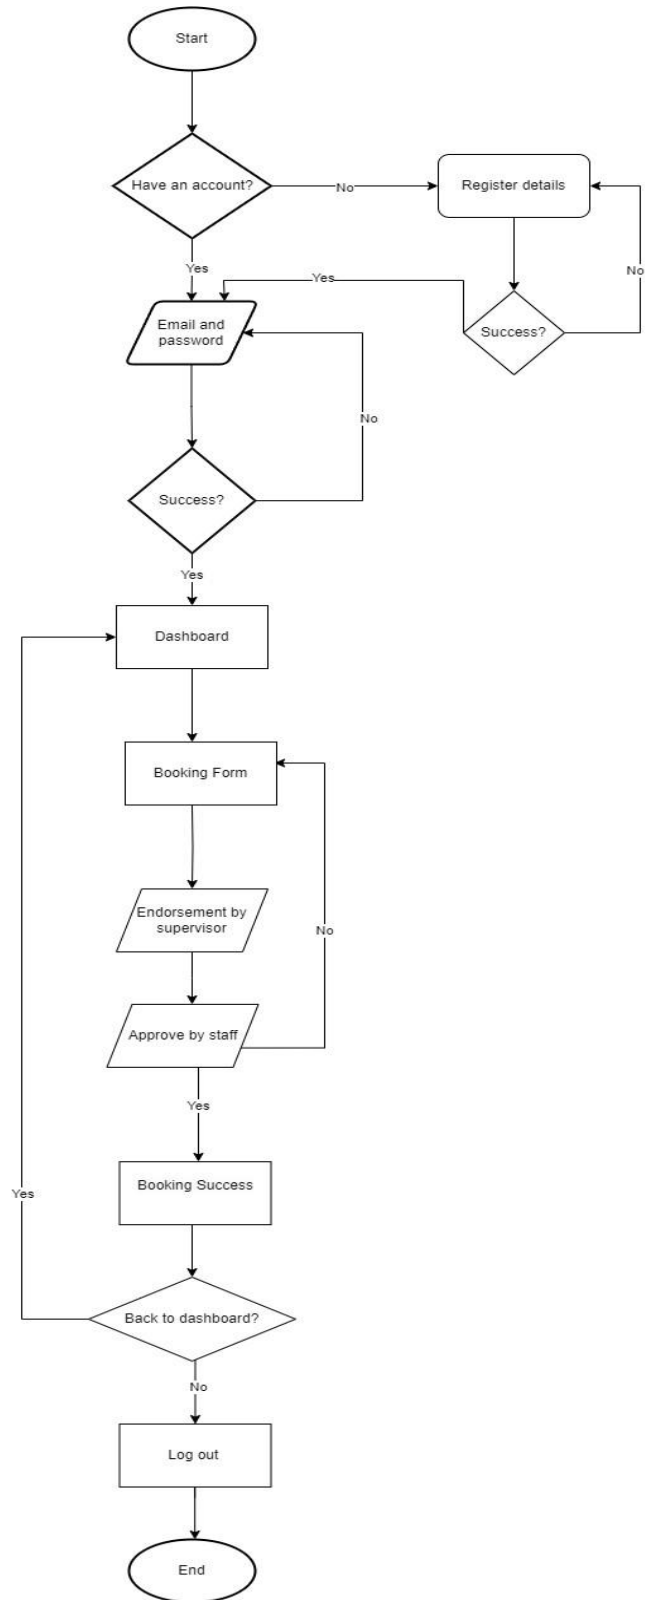 Start
Have an account?
No
Register details
Yes
Yes
No
Email and
password
Success?
No
Success?
Yes
Dashboard
Booking Form
Endorsement by
supervisor
No
Approve by staff
Yes
Booking Success
Yes
Back to dashboard?
No
Log out
End